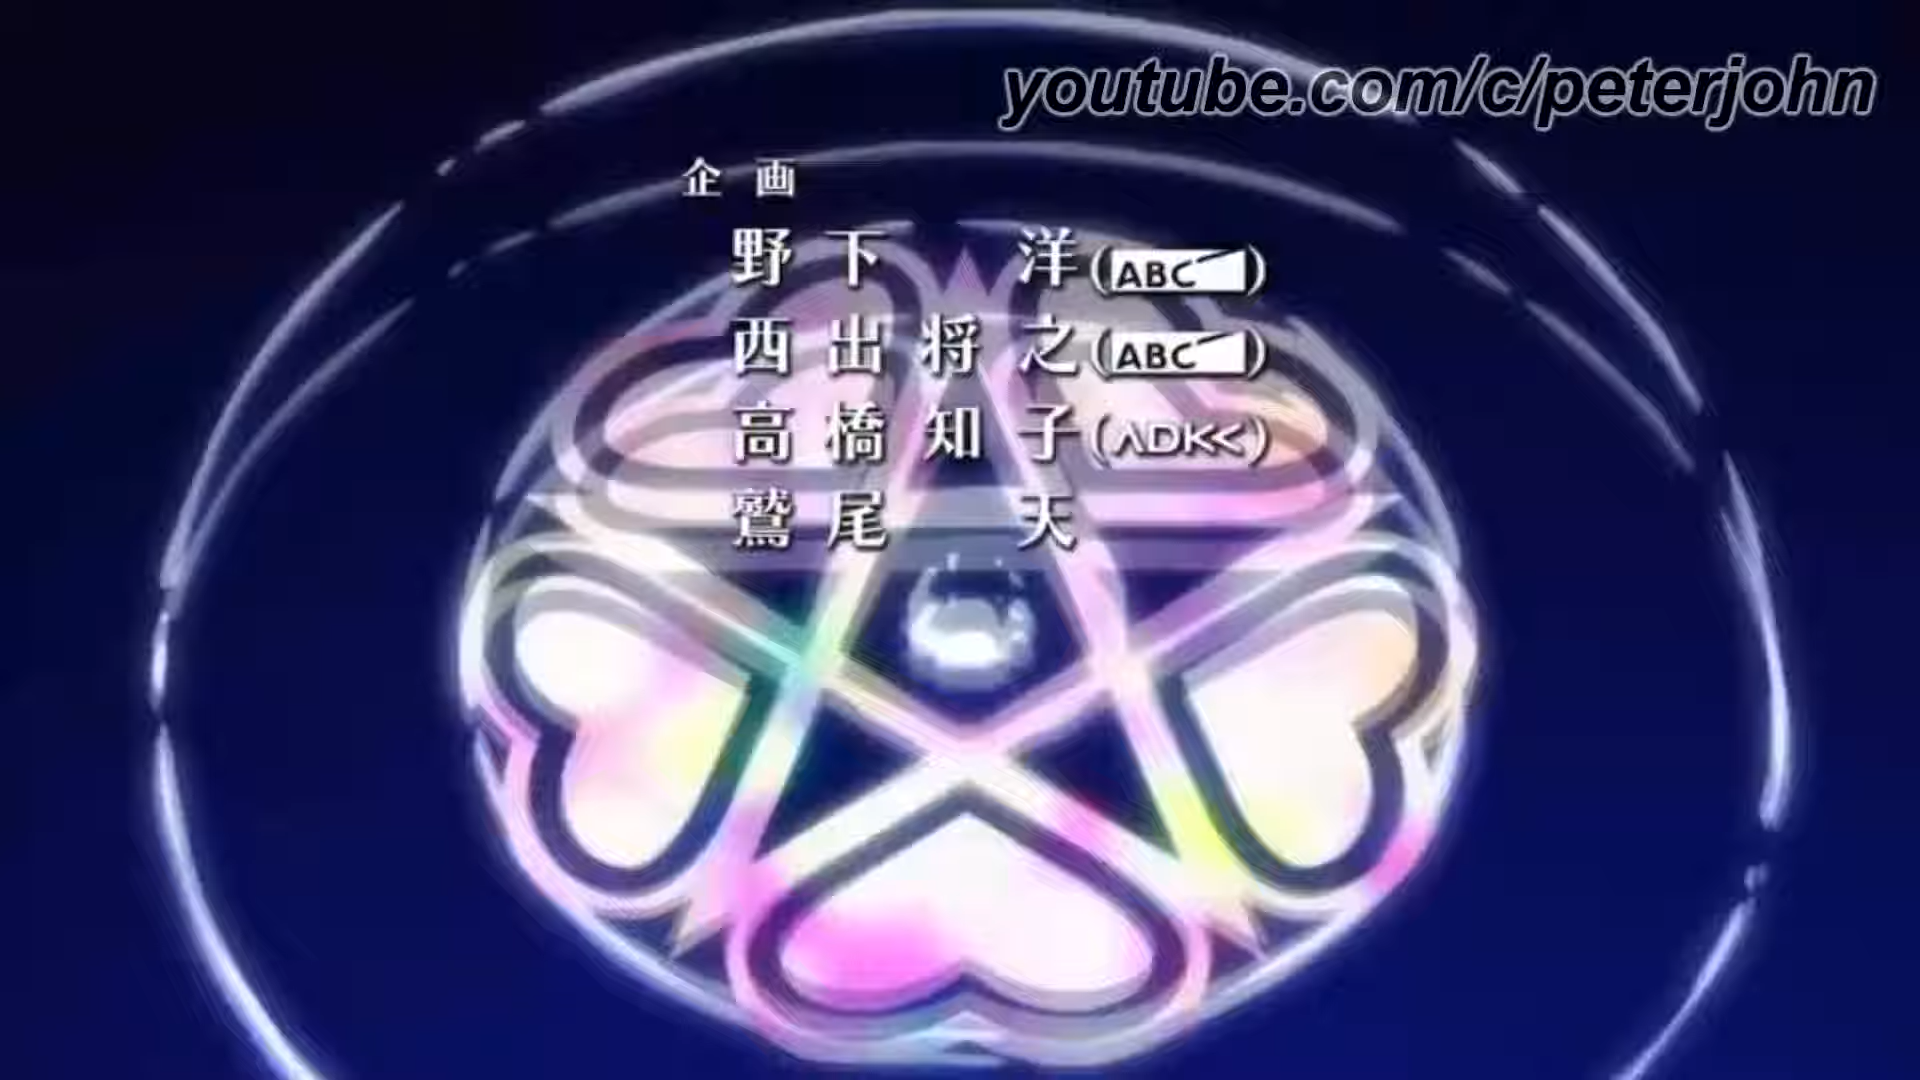 youtube.com/c/peterjohn
企画
野下 洋(ABC)
西出将之(ABC)
高橋知子(ADK)
鷲尾 天